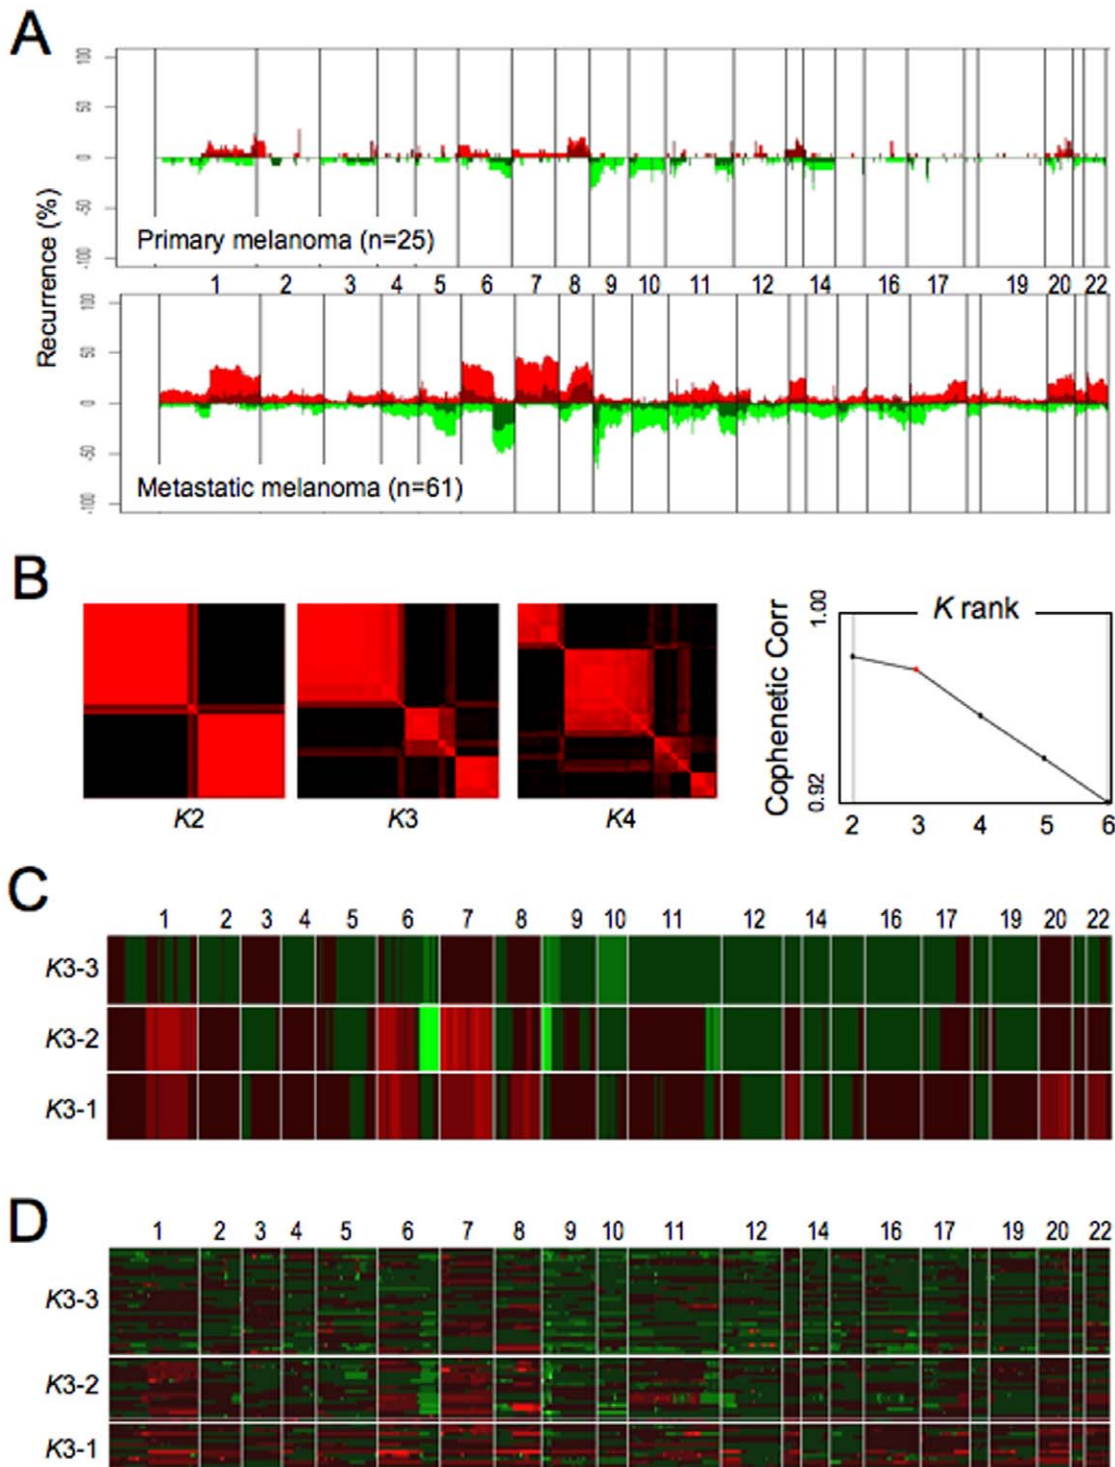 A
100
50
0
-50
-100
Primary melanoma (n=25)
Recurrence (%)
1 2 3 4 5 6 7 8 9 10 11 12 14 16 17 19 20 22
100
50
0
-50
-100
Metastatic melanoma (n=61)
B
K2
K3
K4
K rank
Cophenetic Corr
1.00
0.92
2 3 4 5 6
C
1 2 3 4 5 6 7 8 9 10 11 12 14 16 17 19 20 22
K3-3
K3-2
K3-1
D
1 2 3 4 5 6 7 8 9 10 11 12 14 16 17 19 20 22
K3-3
K3-2
K3-1